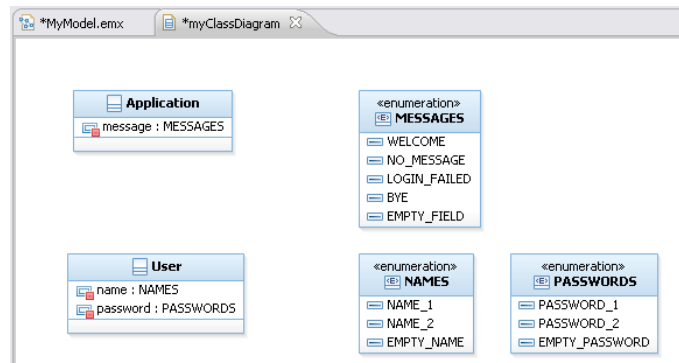 *MyModel.emx
*myClassDiagram
Application
message : MESSAGES
«enumeration»
MESSAGES
WELCOME
NO_MESSAGE
LOGIN_FAILED
BYE
EMPTY_FIELD
User
name : NAMES
password : PASSWORDS
«enumeration»
NAMES
NAME_1
NAME_2
EMPTY_NAME
«enumeration»
PASSWORDS
PASSWORD_1
PASSWORD_2
EMPTY_PASSWORD